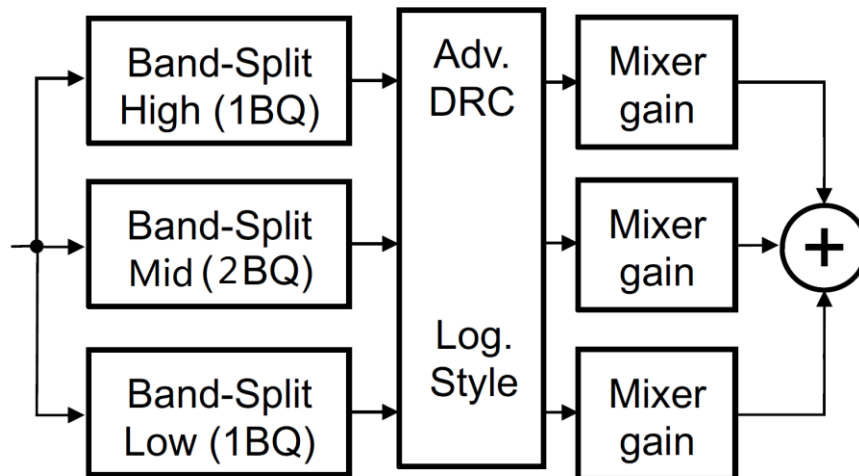 Band-Split
High (1BQ)
Adv.
DRC
Mixer
gain
Band-Split
Mid (2BQ)
Mixer
gain
+
Band-Split
Low (1BQ)
Log.
Style
Mixer
gain